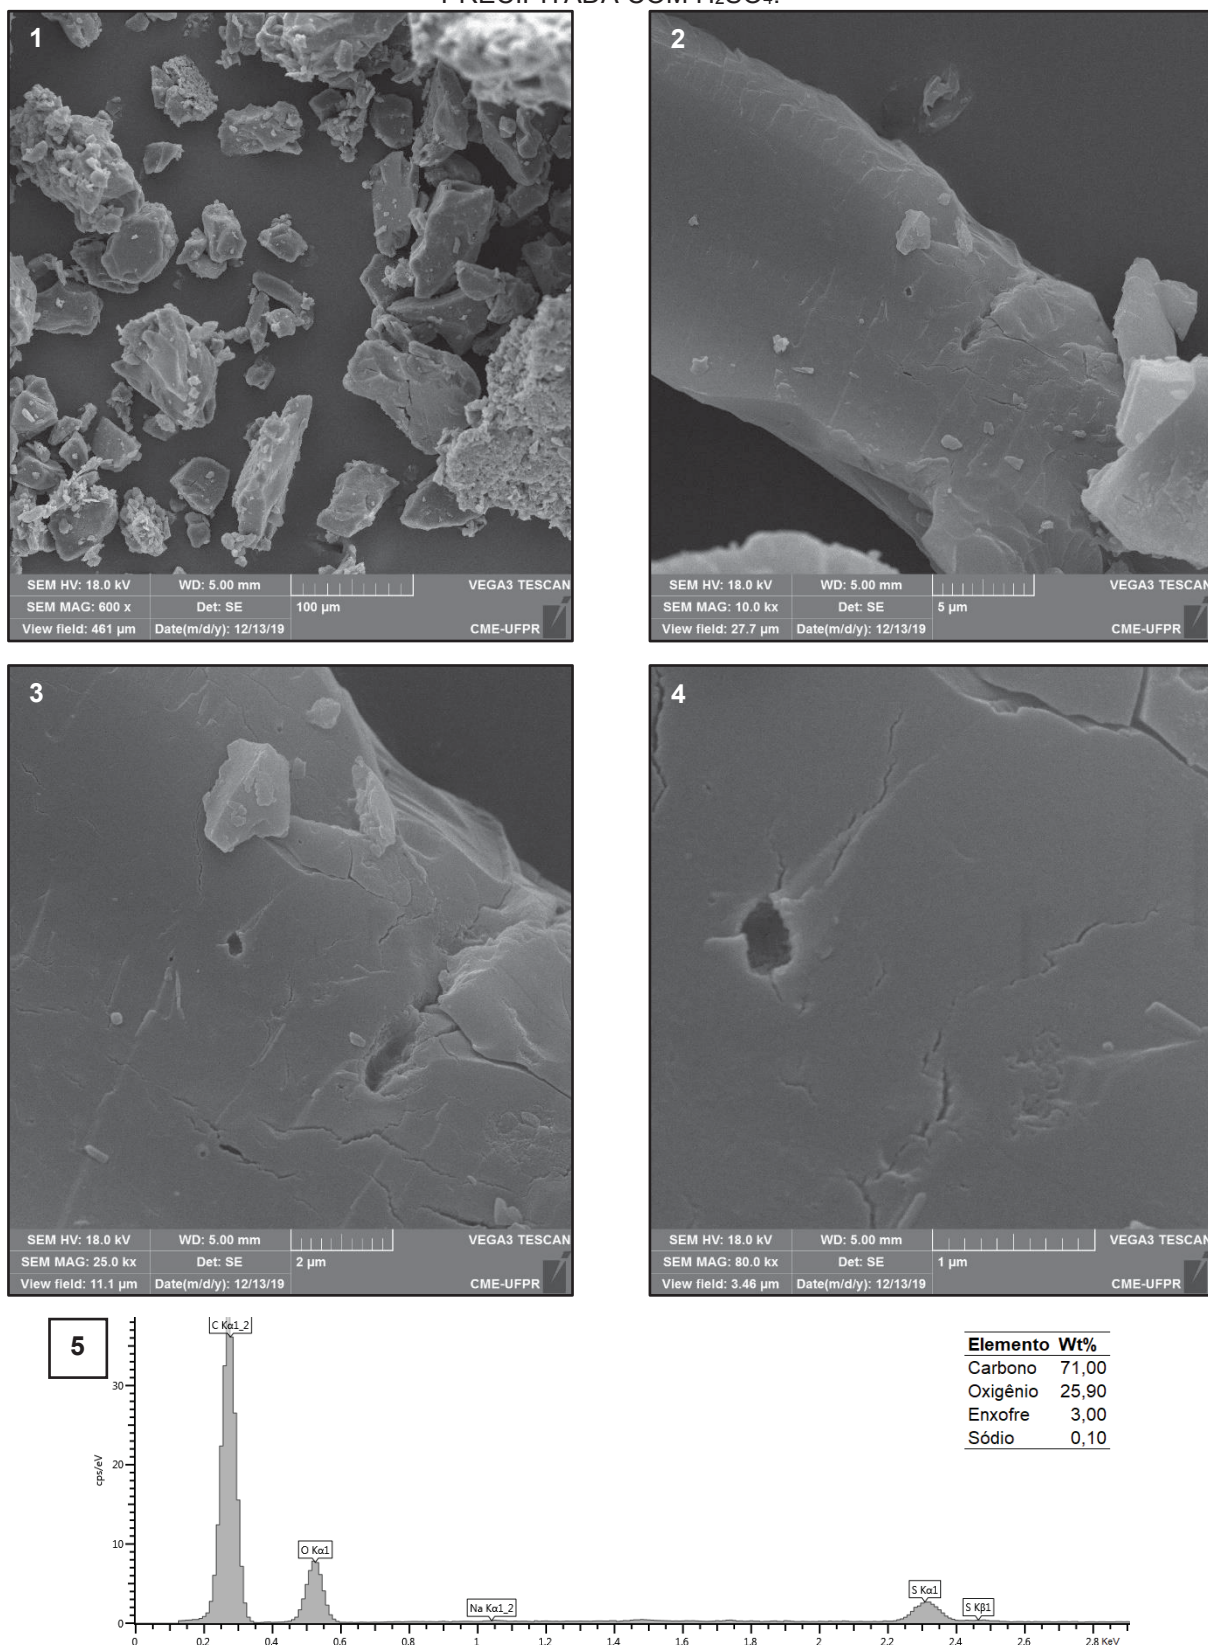 PRECIPITADA COM H₂SO₄.
1
SEM HV: 18.0 kV
WD: 5.00 mm
VEGA3 TESCAN
SEM MAG: 600 x
Det: SE
100 µm
View field: 461 µm
Date(m/d/y): 12/13/19
CME-UFPR
2
SEM HV: 18.0 kV
WD: 5.00 mm
VEGA3 TESCAN
SEM MAG: 10.0 kx
Det: SE
5 µm
View field: 27.7 µm
Date(m/d/y): 12/13/19
CME-UFPR
3
SEM HV: 18.0 kV
WD: 5.00 mm
VEGA3 TESCAN
SEM MAG: 25.0 kx
Det: SE
2 µm
View field: 11.1 µm
Date(m/d/y): 12/13/19
CME-UFPR
4
SEM HV: 18.0 kV
WD: 5.00 mm
VEGA3 TESCAN
SEM MAG: 80.0 kx
Det: SE
1 µm
View field: 3.46 µm
Date(m/d/y): 12/13/19
CME-UFPR
5
C Kα1_2
O Kα1
Na Kα1_2
S Kα1
S Kβ1
cps/eV
30
20
10
0
0 0.2 0.4 0.6 0.8 1 1.2 1.4 1.6 1.8 2 2.2 2.4 2.6 2.8 KeV
Elemento Wt%
Carbono 71,00
Oxigênio 25,90
Enxofre 3,00
Sódio 0,10